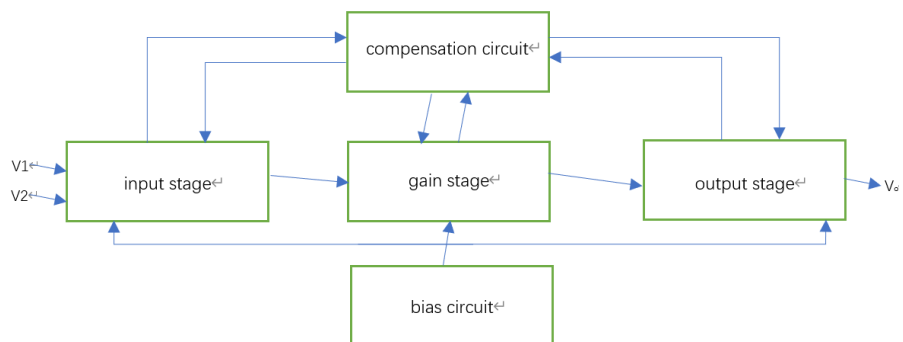 compensation circuit↵
V1↵
V2↵
input stage↵
gain stage↵
output stage↵
Vₒ↵
bias circuit↵